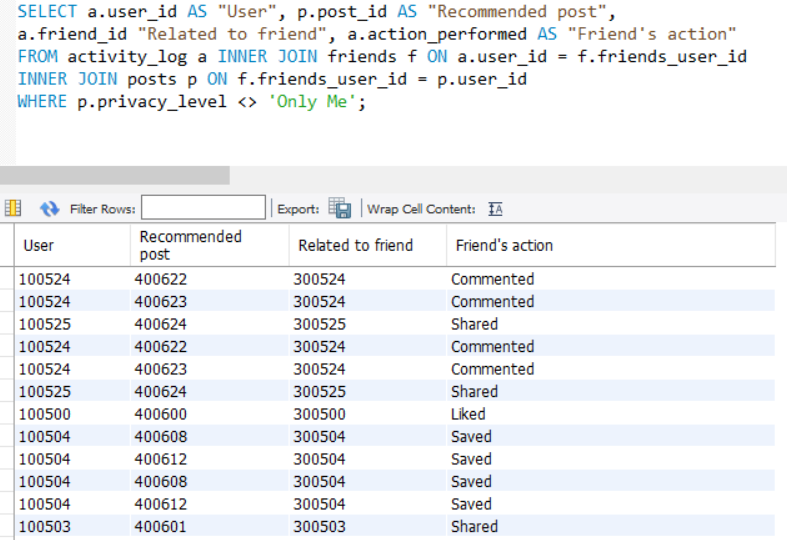 SELECT a.user_id AS "User", p.post_id AS "Recommended post",
a.friend_id "Related to friend", a.action_performed AS "Friend's action"
FROM activity_log a INNER JOIN friends f ON a.user_id = f.friends_user_id
INNER JOIN posts p ON f.friends_user_id = p.user_id
WHERE p.privacy_level <> 'Only Me';
Filter Rows: Export: Wrap Cell Content: IA
User Recommended post Related to friend Friend's action
100524 400622 300524 Commented
100524 400623 300524 Commented
100525 400624 300525 Shared
100524 400622 300524 Commented
100524 400623 300524 Commented
100525 400624 300525 Shared
100500 400600 300500 Liked
100504 400608 300504 Saved
100504 400612 300504 Saved
100504 400608 300504 Saved
100504 400612 300504 Saved
100503 400601 300503 Shared